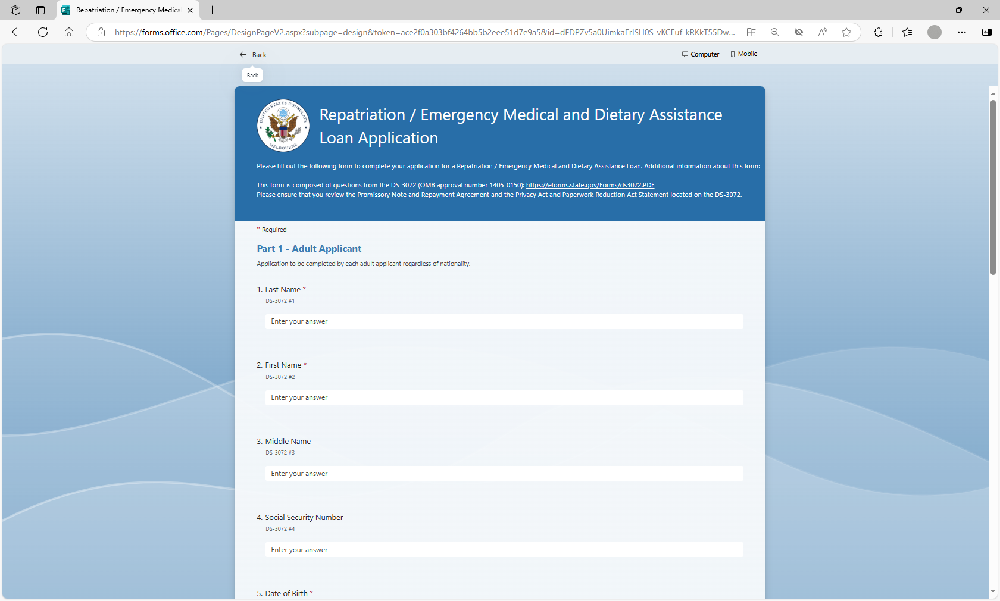 Repatriation / Emergency Medical
https://forms.office.com/Pages/DesignPageV2.aspx?subpage=design&token=ace2f0a303bf4264bb5b2eee51d7e9a5&id=dFDPZv5a0UimkaErISH0S_vKCEuf_kRKkT55Dw...
Back
Computer
Mobile
Back
UNITED STATES CONSULATE
MELBOURNE
Repatriation / Emergency Medical and Dietary Assistance
Loan Application
Please fill out the following form to complete your application for a Repatriation / Emergency Medical and Dietary Assistance Loan. Additional information about this form:
This form is composed of questions from the DS-3072 (OMB approval number 1405-0150): https://eforms.state.gov/Forms/ds3072.PDF
Please ensure that you review the Promissory Note and Repayment Agreement and the Privacy Act and Paperwork Reduction Act Statement located on the DS-3072.
* Required
Part 1 - Adult Applicant
Application to be completed by each adult applicant regardless of nationality.
1. Last Name *
DS-3072 #1
Enter your answer
2. First Name *
DS-3072 #2
Enter your answer
3. Middle Name
DS-3072 #3
Enter your answer
4. Social Security Number
DS-3072 #4
Enter your answer
5. Date of Birth *